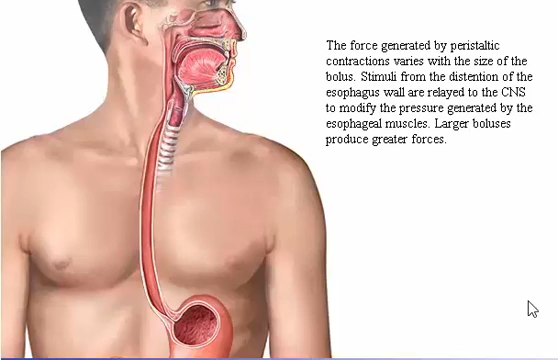 The force generated by peristaltic
contractions varies with the size of the
bolus. Stimuli from the distention of the
esophagus wall are relayed to the CNS
to modify the pressure generated by the
esophageal muscles. Larger boluses
produce greater forces.